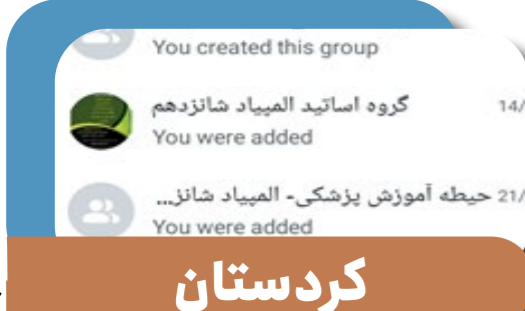 You created this group
گروه اساتید المپیاد شانزدهم
14/
You were added
حیطه آموزش پزشکی- المپیاد شانز...
21/
You were added
کردستان